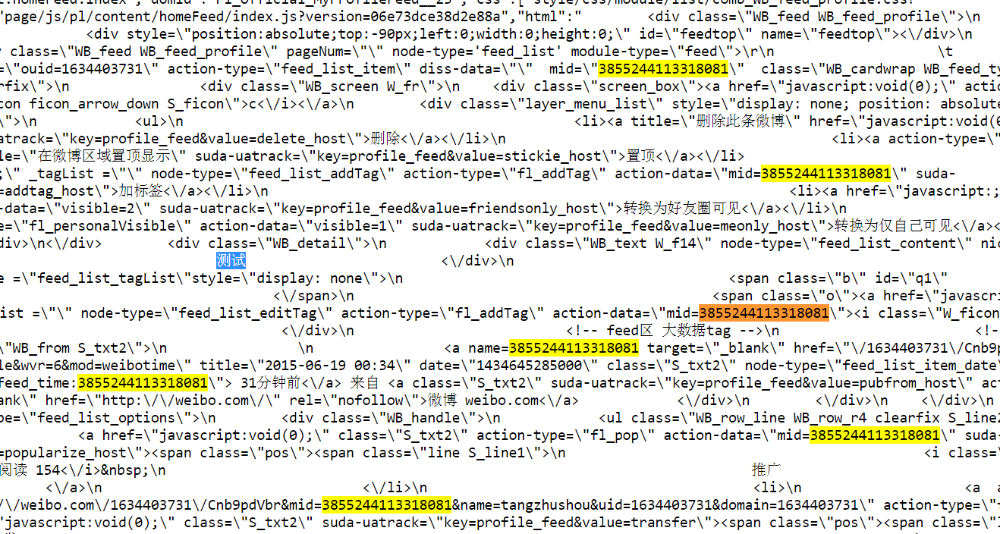 "page/js/pl/content/homeFeed/index.js?version=06e73dce38d2e88a","html":" <div class=\"WB_feed WB_feed_profile\">\n
<div style=\"position:absolute;top:-90px;left:0;width:0;height:0;\" id=\"feedtop\" name=\"feedtop\"><\/div>\n
class=\"WB_feed WB_feed_profile\" pageNum=\"\" node-type='feed_list' module-type=\"feed\">\r\n \t
=\"ouid=1634403731\" action-type=\"feed_list_item\" diss-data=\"\" mid=\"3855244113318081\" class=\"WB_cardwrap WB_feed_ty
rfix\">\n <div class=\"WB_screen W_fr\">\n <div class=\"screen_box\"><a href=\"javascript:void(0);\" actio
con ficon_arrow_down S_ficon\">c<\/i><\/a>\n <div class=\"layer_menu_list\" style=\"display: none; position: absolute
\">\n <ul>\n <li><a title=\"删除此条微博\" href=\"javascript:void(0
atrack=\"key=profile_feed&value=delete_host\">删除<\/a><\/li>\n <li><a action-type=\"
le=\"在微博区域置顶显示\" suda-uatrack=\"key=profile_feed&value=stickie_host\">置顶<\/a><\/li>
;\" _tagList =\"\" node-type=\"feed_list_addTag\" action-type=\"fl_addTag\" action-data=\"mid=3855244113318081\" suda-
=addtag_host\">加标签<\/a><\/li>\n <li><a href=\"javascript:;
-data=\"visible=2\" suda-uatrack=\"key=profile_feed&value=friendsonly_host\">转换为好友圈可见<\/a><\/li>\n
e=\"fl_personalVisible\" action-data=\"visible=1\" suda-uatrack=\"key=profile_feed&value=meonly_host\">转换为仅自己可见<\/a><
div>\n<\/div> <div class=\"WB_detail\">\n <div class=\"WB_text W_f14\" node-type=\"feed_list_content\" nic
测试 <\/div>\n
e =\"feed_list_tagList\"style=\"display: none\">\n <span class=\"b\" id=\"q1\"
<\/span>\n <span class=\"o\"><a href=\"javascri
ist =\"\" node-type=\"feed_list_editTag\" action-type=\"fl_addTag\" action-data=\"mid=3855244113318081\"><i class=\"W_ficon
<\/div>\n <!-- feed区 大数据tag -->\n <!-
\"WB_from S_txt2\">\n \n <a name=3855244113318081 target=\"_blank\" href=\"\/1634403731\/Cnb9p
le&wvr=6&mod=weibotime\" title=\"2015-06-19 00:34\" date=\"1434645285000\" class=\"S_txt2\" node-type=\"feed_list_item_date\
feed_time:3855244113318081\"> 31分钟前<\/a> 来自 <a class=\"S_txt2\" suda-uatrack=\"key=profile_feed&value=pubfrom_host\" act
ank\" href=\"http:\/\/weibo.com\/\" rel=\"nofollow\">微博 weibo.com<\/a> <\/div>\n <\/div>\n <\/div>\n
pe=\"feed_list_options\">\n <div class=\"WB_handle\">\n <ul class=\"WB_row_line WB_row_r4 clearfix S_line2
<a href=\"javascript:void(0);\" class=\"S_txt2\" action-type=\"fl_pop\" action-data=\"mid=3855244113318081\" suda-
=popularize_host\"><span class=\"pos\"><span class=\"line S_line1\">\n <i class=
阅读 154<\/i>&nbsp;\n 推广
<\/a>\n <\/li>\n <li>\n <a a
/\/weibo.com\/1634403731\/Cnb9pdVbr&mid=3855244113318081&name=tangzhushou&uid=1634403731&domain=1634403731\" action-type=\"f
"javascript:void(0);\" class=\"S_txt2\" suda-uatrack=\"key=profile_feed&value=transfer\"><span class=\"pos\"><span class=\"l